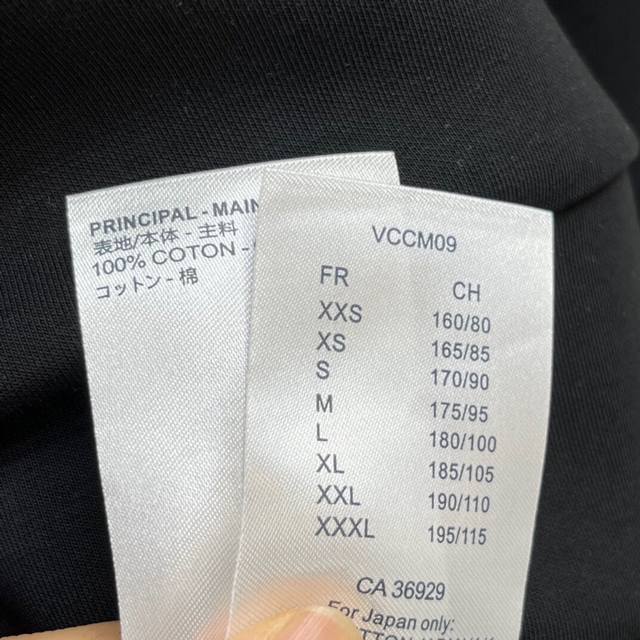 PRINCIPAL - MAIN
表地/本体 - 主料
100% COTON -
コットン - 棉
VCCM09
FR CH
XXS 160/80
XS 165/85
S 170/90
M 175/95
L 180/100
XL 185/105
XXL 190/110
XXXL 195/115
CA 36929
For Japan only: